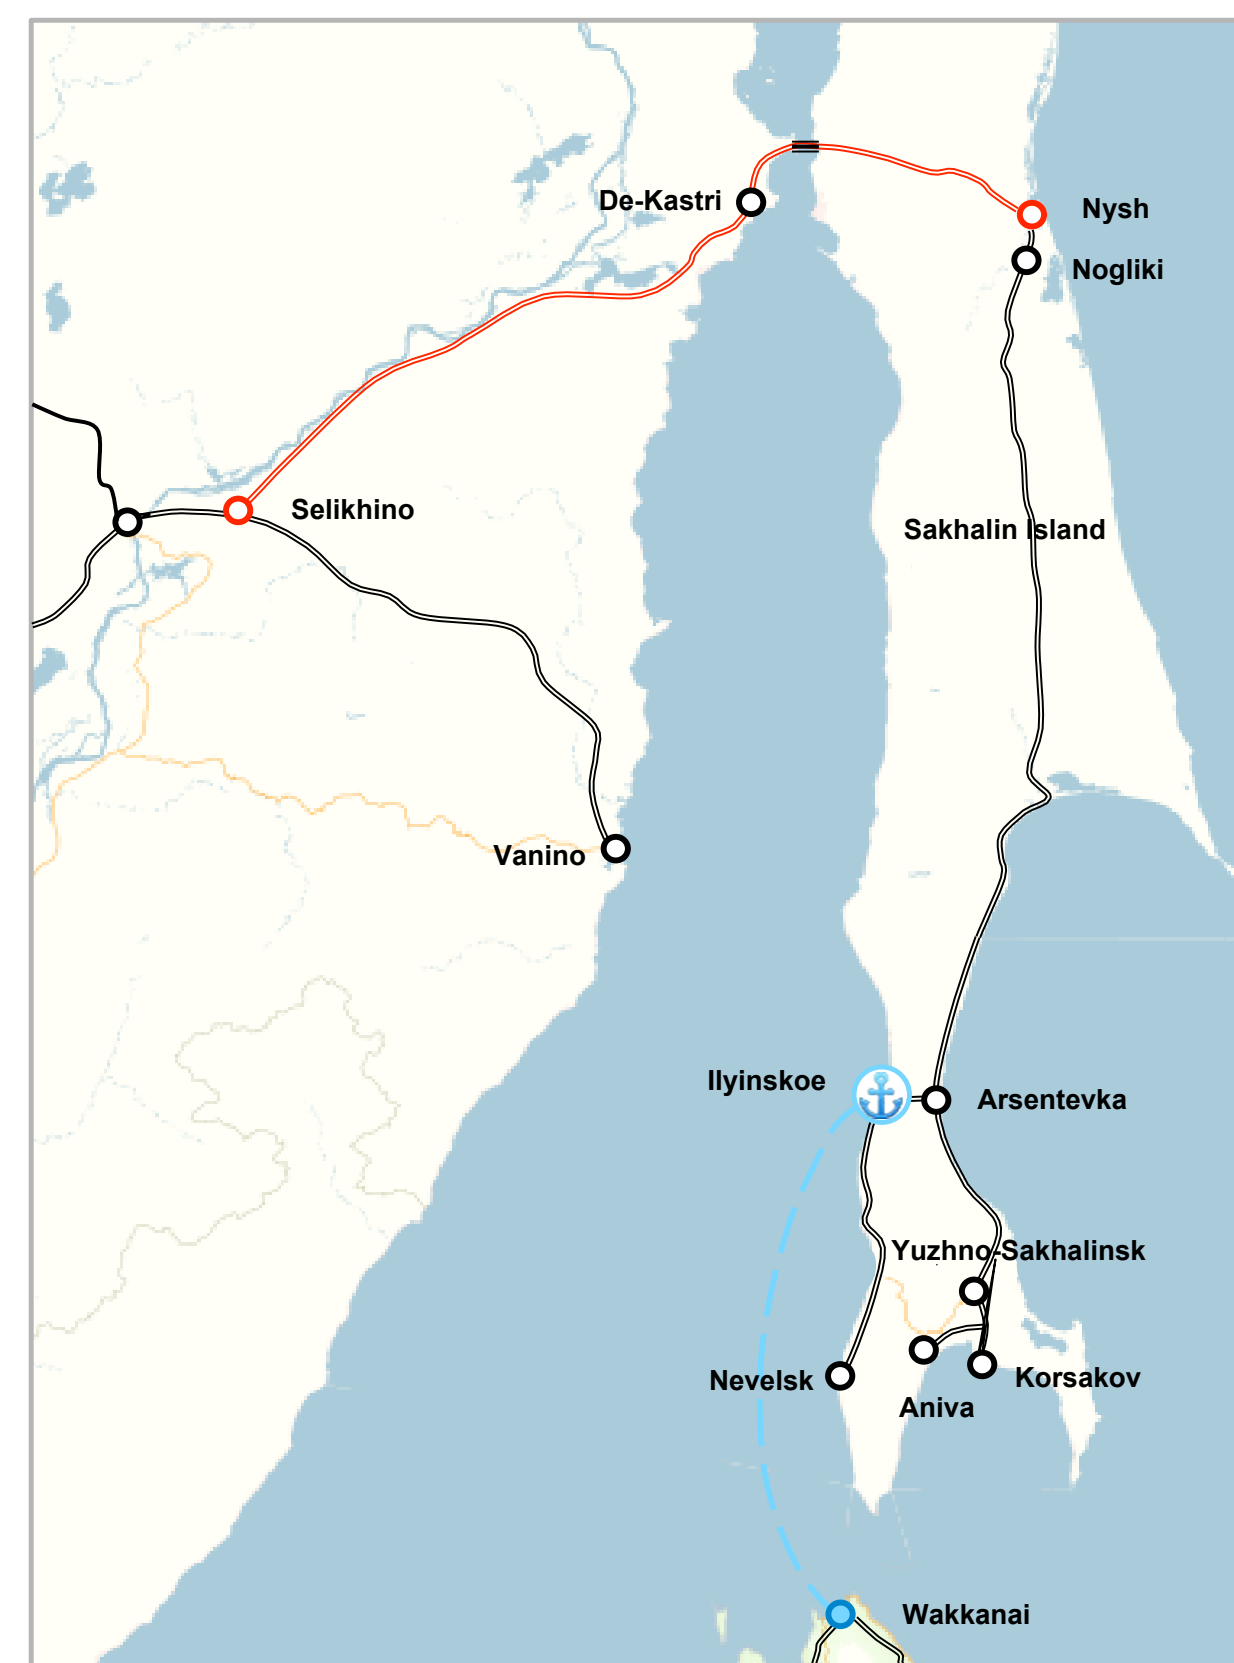 De-Kastri
Nysh
Nogliki
Selikhino
Sakhalin Island
Vanino
Ilyinskoe
Arsentevka
Yuzhno-Sakhalinsk
Nevelsk
Korsakov
Aniva
Wakkanai